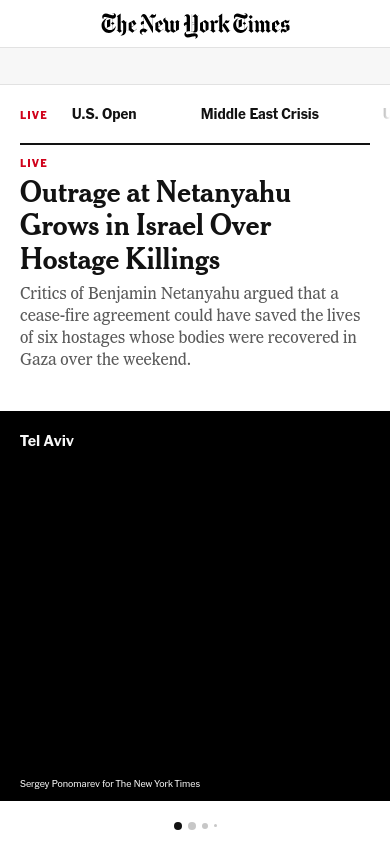 The New York Times
LIVE U.S. Open Middle East Crisis
LIVE
Outrage at Netanyahu
Grows in Israel Over
Hostage Killings
Critics of Benjamin Netanyahu argued that a
cease-fire agreement could have saved the lives
of six hostages whose bodies were recovered in
Gaza over the weekend.
Tel Aviv
Sergey Ponomarev for The New York Times